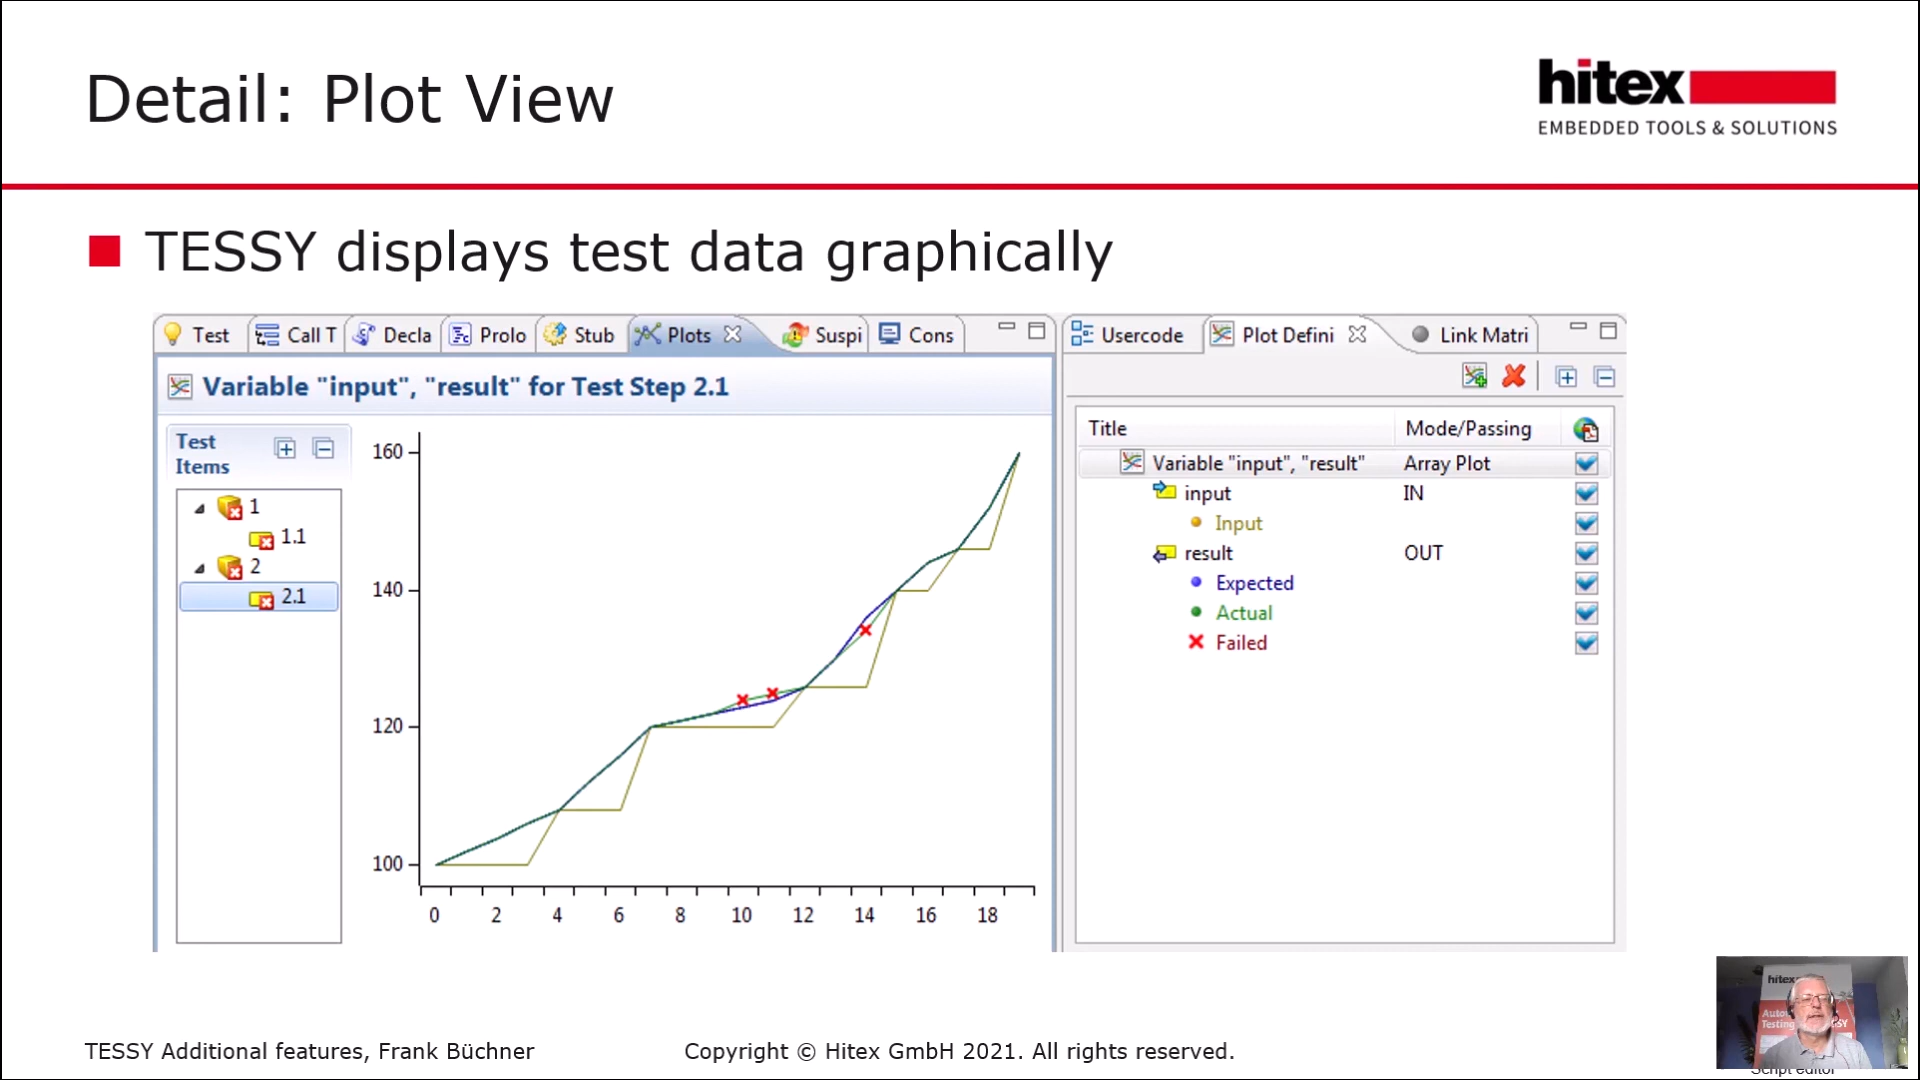 Detail: Plot View
hitex
EMBEDDED TOOLS & SOLUTIONS
TESSY displays test data graphically
Test
Call T
Decla
Prolo
Stub
Plots
Suspi
Cons
Usercode
Plot Defini
Link Matri
Variable "input", "result" for Test Step 2.1
Test
Items
1
1.1
2
2.1
160
140
120
100
0 2 4 6 8 10 12 14 16 18
Title Mode/Passing
Variable "input", "result" Array Plot
input IN
Input
result OUT
Expected
Actual
Failed
hitex
Testing
TESSY Additional features, Frank Büchner
Copyright © Hitex GmbH 2021. All rights reserved.
Script editor